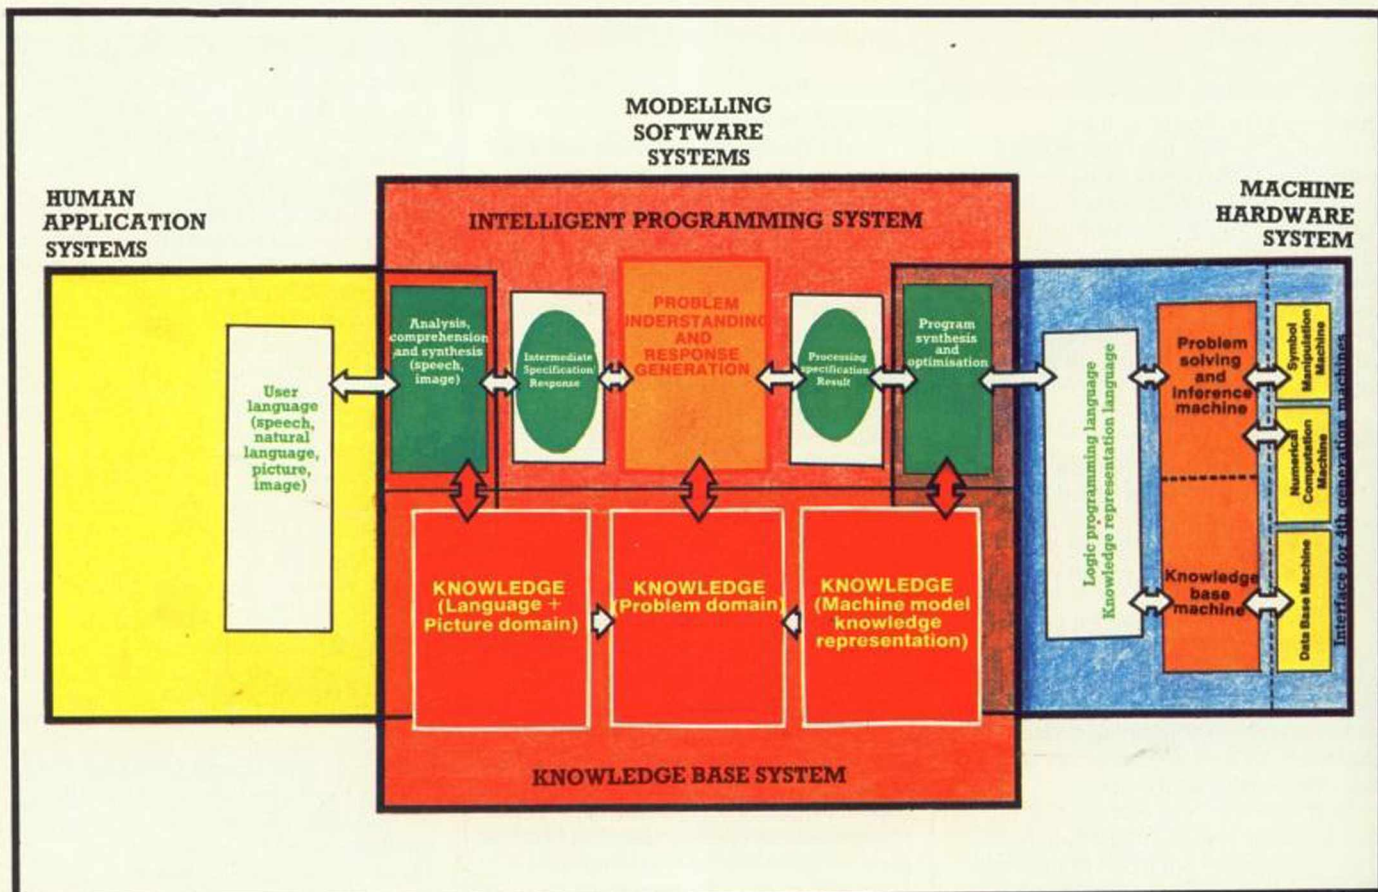 MODELLING
SOFTWARE
SYSTEMS
HUMAN
APPLICATION
SYSTEMS
MACHINE
HARDWARE
SYSTEM
INTELLIGENT PROGRAMMING SYSTEM
User
language
(speech,
natural
language,
picture,
image)
Analysis,
comprehension
and synthesis
(speech,
image)
Intermediate
Specification/
Response
PROBLEM
UNDERSTANDING
AND
RESPONSE
GENERATION
Processing
specification/
Result
Program
synthesis
and
optimisation
Logic programming language
Knowledge representation language
Problem
solving
and
inference
machine
Knowledge
base
machine
Symbol
Manipulation
Machine
Numerical
Computation
Machine
Data Base Machine
Interface for 4th generation machines
KNOWLEDGE
(Language +
Picture domain)
KNOWLEDGE
(Problem domain)
KNOWLEDGE
(Machine model
knowledge
representation)
KNOWLEDGE BASE SYSTEM